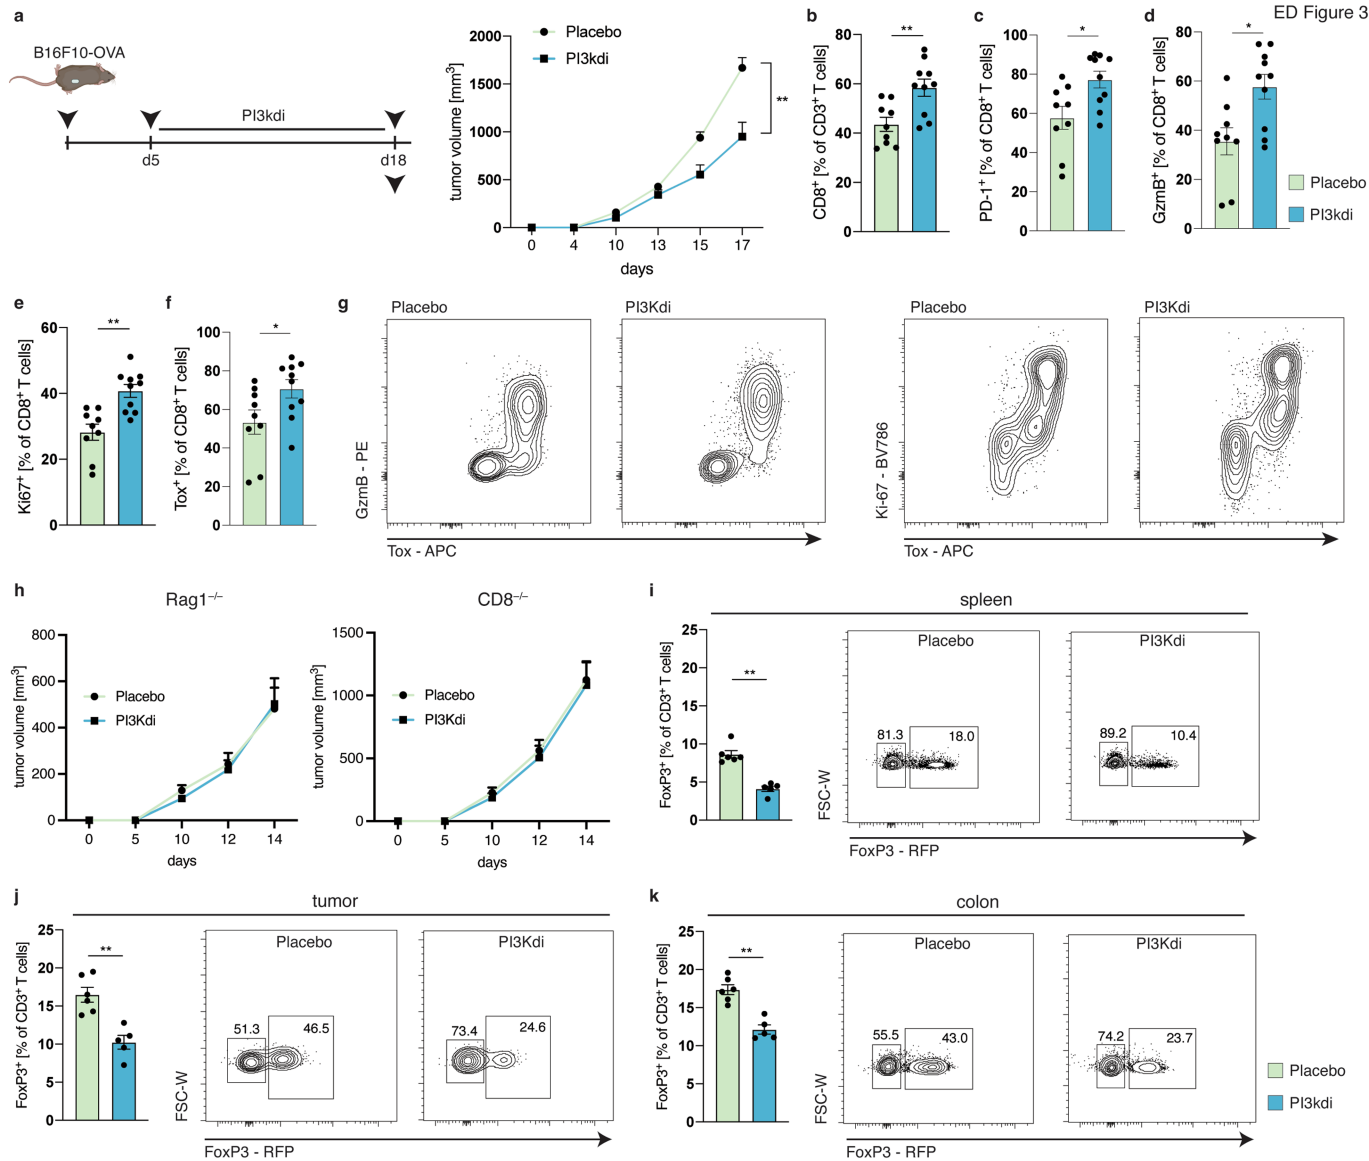 ED Figure 3
a
B16F10-OVA
PI3kdi
d5
d18
tumor volume [mm³]
2000
1500
1000
500
0
0 4 10 13 15 17
days
Placebo
PI3kdi
**
b
CD8⁺ [% of CD3⁺ T cells]
80
60
40
20
0
**
c
PD-1⁺ [% of CD8⁺ T cells]
100
80
60
40
20
0
*
d
GzmB⁺ [% of CD8⁺ T cells]
80
60
40
20
0
*
Placebo
PI3kdi
e
Ki67⁺ [% of CD8⁺ T cells]
60
40
20
0
**
f
Tox⁺ [% of CD8⁺ T cells]
100
80
60
40
20
0
*
g
Placebo
PI3Kdi
GzmB - PE
Tox - APC
Placebo
PI3Kdi
Ki-67 - BV786
Tox - APC
h
Rag1⁻/⁻
tumor volume [mm³]
800
600
400
200
0
0 5 10 12 14
days
Placebo
PI3Kdi
CD8⁻/⁻
tumor volume [mm³]
1500
1000
500
0
0 5 10 12 14
days
Placebo
PI3Kdi
i
spleen
FoxP3⁺ [% of CD3⁺ T cells]
25
20
15
10
5
0
**
Placebo
81.3
18.0
PI3Kdi
89.2
10.4
FSC-W
FoxP3 - RFP
j
tumor
FoxP3⁺ [% of CD3⁺ T cells]
25
20
15
10
5
0
**
Placebo
51.3
46.5
PI3Kdi
73.4
24.6
FSC-W
FoxP3 - RFP
k
colon
FoxP3⁺ [% of CD3⁺ T cells]
25
20
15
10
5
0
**
Placebo
55.5
43.0
PI3Kdi
74.2
23.7
FSC-W
FoxP3 - RFP
Placebo
PI3Kdi